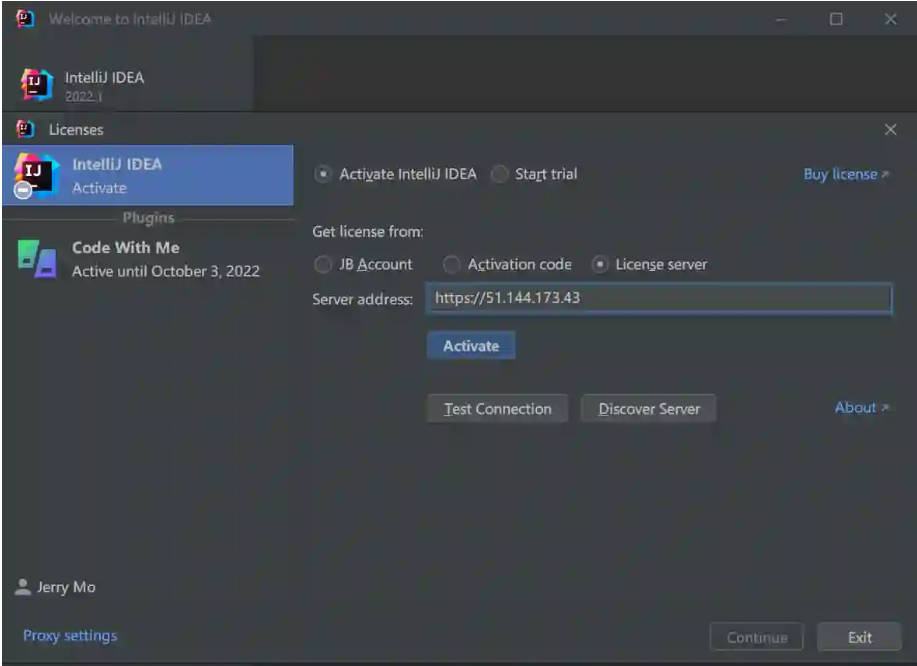 Welcome to IntelliJ IDEA
IntelliJ IDEA
2022.1
Licenses
IntelliJ IDEA
Activate
Plugins
Code With Me
Active until October 3, 2022
Activate IntelliJ IDEA Start trial Buy license
Get license from:
JB Account Activation code License server
Server address: https://51.144.173.43
Activate
Test Connection Discover Server About
Jerry Mo
Proxy settings
Continue Exit